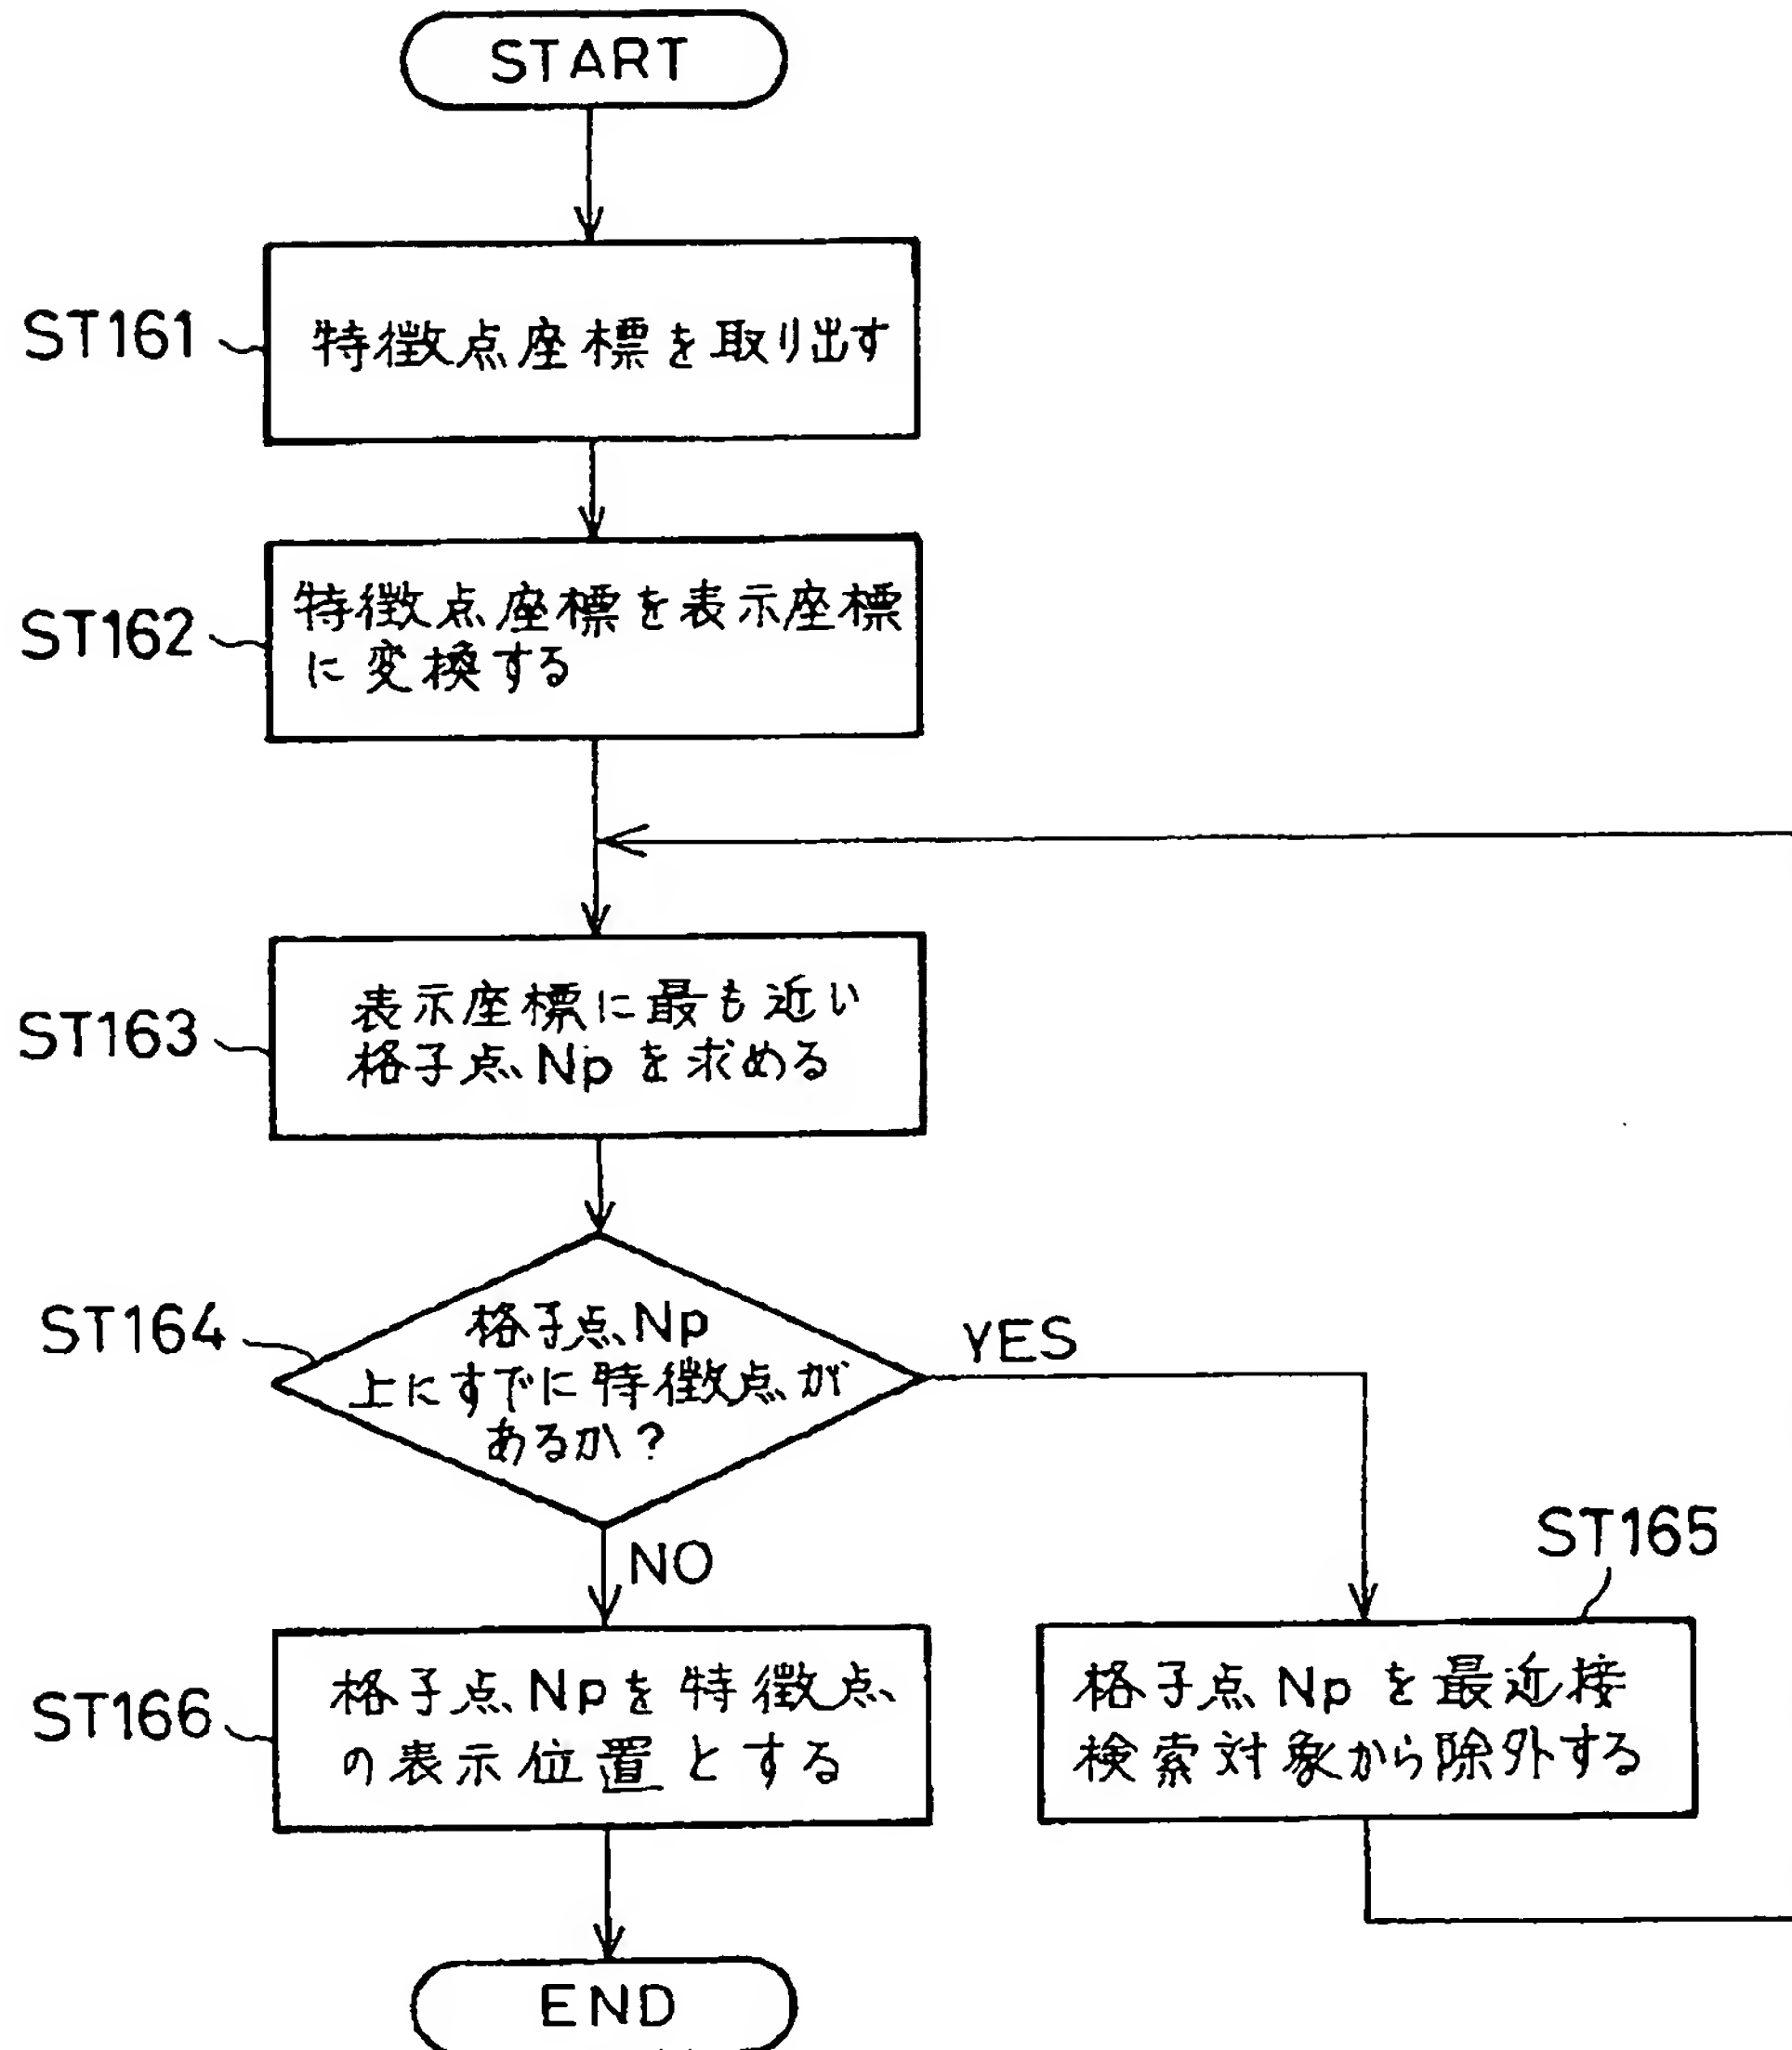 START
ST161
特徴点座標を取り出す
ST162
特徴点座標を表示座標
に変換する
ST163
表示座標に最も近い
格子点Npを求める
ST164
格子点Np
上にすでに特徴点が
あるか?
YES
NO
ST165
格子点Npを最近接
検索対象から除外する
ST166
格子点Npを特徴点
の表示位置とする
END